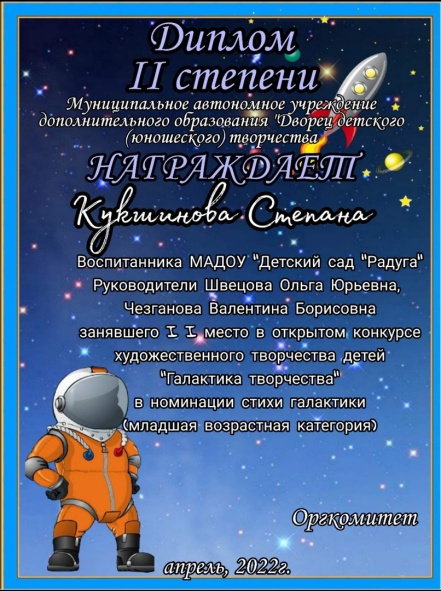 Диплом
II степени
Муниципальное автономное учреждение
дополнительного образования "Дворец детского
(юношеского) творчества
НАГРАЖДАЕТ
Кукшинова Степана
Воспитанника МАДОУ "Детский сад "Радуга"
Руководители Швецова Ольга Юрьевна,
Чезганова Валентина Борисовна
занявшего I I место в открытом конкурсе
художественного творчества детей
"Галактика творчества"
в номинации стихи галактики
(младшая возрастная категория)
Оргкомитет
апрель, 2022г.